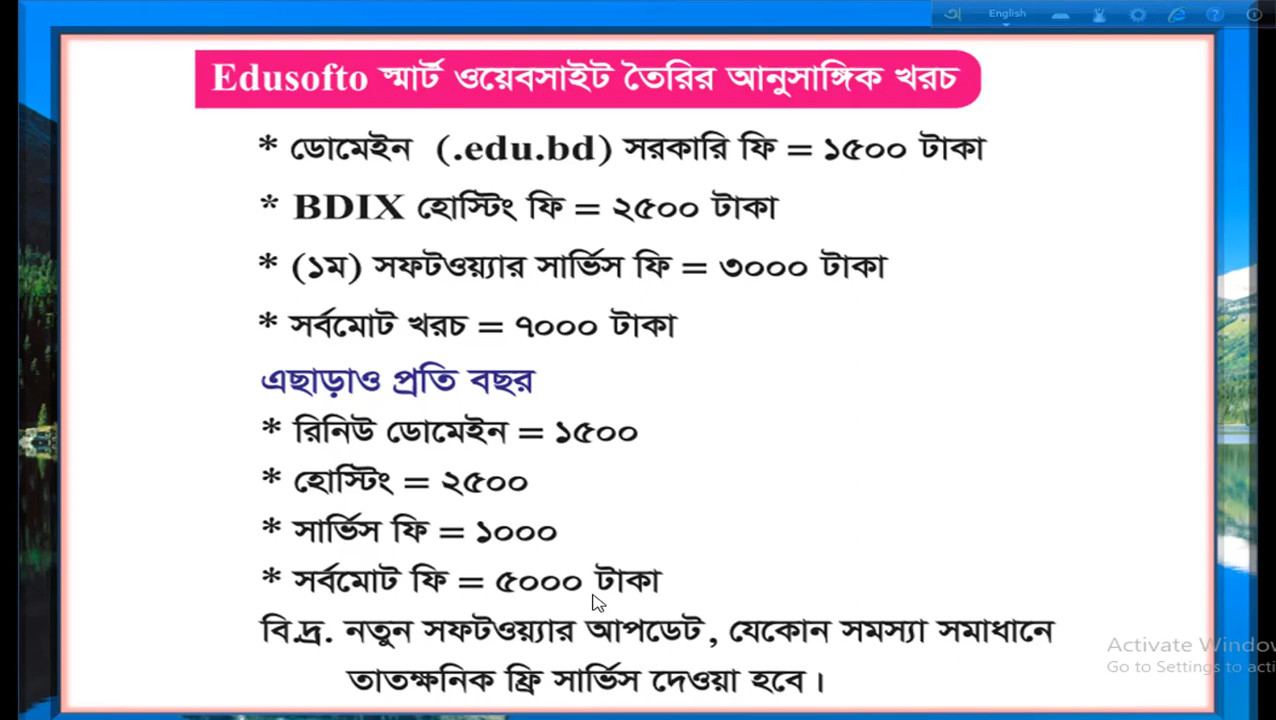 English
Edusofto স্মার্ট ওয়েবসাইট তৈরির আনুসাঙ্গিক খরচ
* ডোমেইন (.edu.bd) সরকারি ফি = ১৫০০ টাকা
* BDIX হোস্টিং ফি = ২৫০০ টাকা
* (১ম) সফটওয়্যার সার্ভিস ফি = ৩০০০ টাকা
* সর্বমোট খরচ = ৭০০০ টাকা
এছাড়াও প্রতি বছর
* রিনিউ ডোমেইন = ১৫০০
* হোস্টিং = ২৫০০
* সার্ভিস ফি = ১০০০
* সর্বমোট ফি = ৫০০০ টাকা
বি.দ্র. নতুন সফটওয়্যার আপডেট, যেকোন সমস্যা সমাধানে
তাতক্ষনিক ফ্রি সার্ভিস দেওয়া হবে।
Activate Windo
Go to Settings to acti